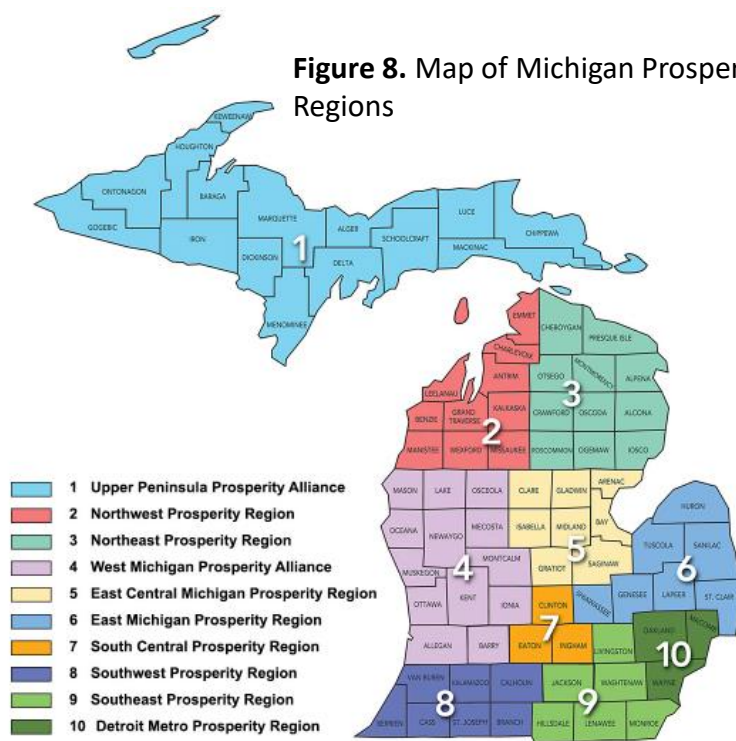 Figure 8. Map of Michigan Prosper
Regions
KEWEENAW
HOUGHTON
ONTONAGON
BARAGA
GOGEBIC
MARQUETTE
LUCE
ALGER
CHIPPEWA
IRON
SCHOOLCRAFT
1
MACKINAC
DICKINSON
DELTA
MENOMINEE
EMMET
CHEBOYGAN
PRESQUE ISLE
CHARLEVOIX
ANTRIM
OTSEGO
MONTMORENCY
ALPENA
3
LEELANAU
KALKASKA
CRAWFORD
OSCODA
ALCONA
BENZIE
GRAND
TRAVERSE
2
MANISTEE
WEXFORD
MISSAUKEE
ROSCOMMON
OGEMAW
IOSCO
MASON
LAKE
OSCEOLA
CLARE
GLADWIN
ARENAC
HURON
OCEANA
NEWAYGO
MECOSTA
ISABELLA
MIDLAND
BAY
5
TUSCOLA
SANILAC
MONTCALM
GRATIOT
SAGINAW
6
MUSKEGON
4
KENT
OTTAWA
IONIA
CLINTON
SHIAWASSEE
GENESEE
LAPEER
ST. CLAIR
7
OAKLAND
MACOMB
ALLEGAN
BARRY
EATON
INGHAM
LIVINGSTON
10
VAN BUREN
KALAMAZOO
CALHOUN
JACKSON
WASHTENAW
WAYNE
8
9
BERRIEN
CASS
ST. JOSEPH
BRANCH
HILLSDALE
LENAWEE
MONROE
1 Upper Peninsula Prosperity Alliance
2 Northwest Prosperity Region
3 Northeast Prosperity Region
4 West Michigan Prosperity Alliance
5 East Central Michigan Prosperity Region
6 East Michigan Prosperity Region
7 South Central Prosperity Region
8 Southwest Prosperity Region
9 Southeast Prosperity Region
10 Detroit Metro Prosperity Region